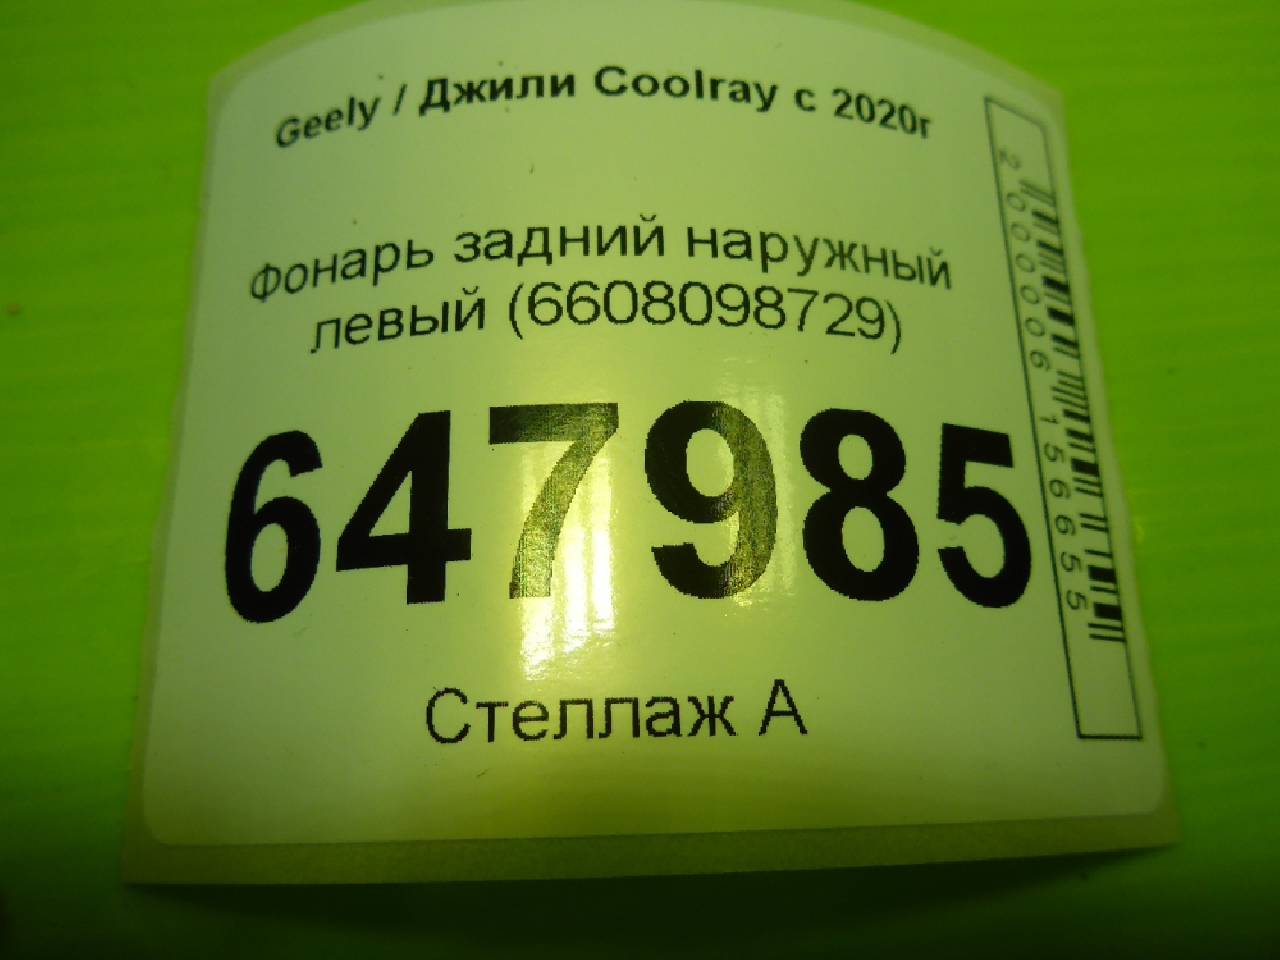 Geely / Джили Coolray с 2020г
Фонарь задний наружный
левый (6608098729)
647985
Стеллаж А
2000006156655